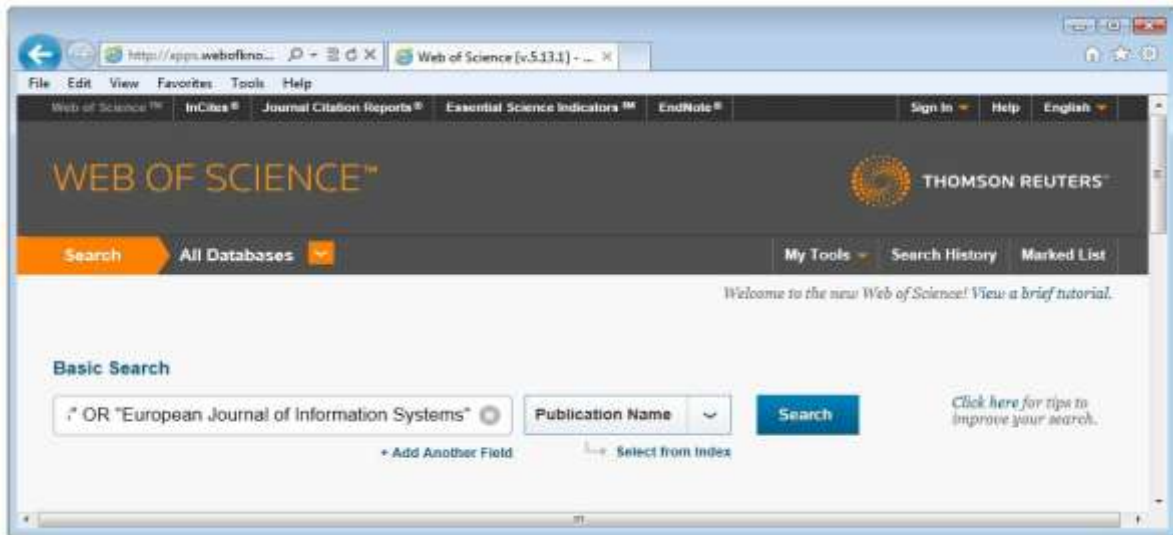 http://apps.webofkno... Web of Science [v.5.13.1] - ...
File Edit View Favorites Tools Help
Web of Science™ InCites® Journal Citation Reports® Essential Science Indicators™ EndNote® Sign In Help English
WEB OF SCIENCE™ THOMSON REUTERS™
Search All Databases My Tools Search History Marked List
Welcome to the new Web of Science! View a brief tutorial.
Basic Search
" OR "European Journal of Information Systems" Publication Name Search Click here for tips to
improve your search.
+ Add Another Field Select from Index